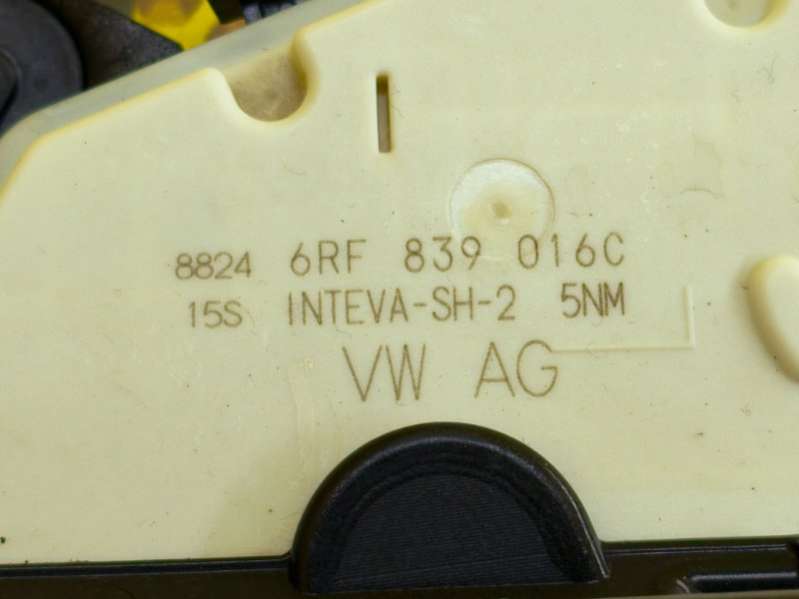 8824 6RF 839 016C
15S INTEVA-SH-2 5NM
VW AG